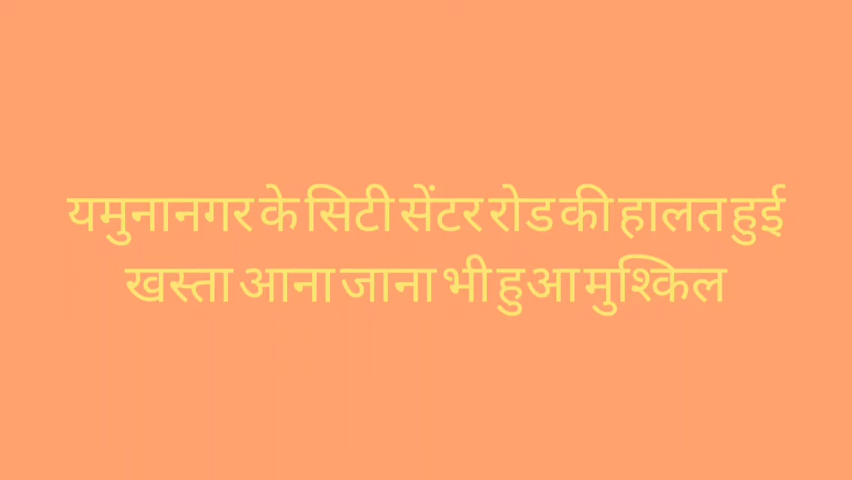 यमुनानगर के सिटी सेंटर रोड की हालत हुई
खस्ता आना जाना भी हुआ मुश्किल